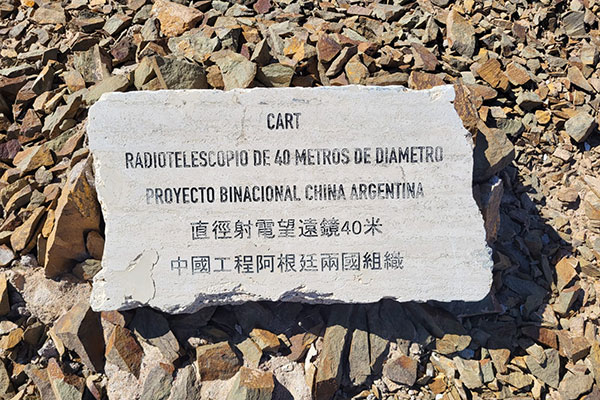 CART
RADIOTELESCOPIO DE 40 METROS DE DIAMETRO
PROYECTO BINACIONAL CHINA ARGENTINA
直徑射電望遠鏡40米
中國工程阿根廷兩國組織